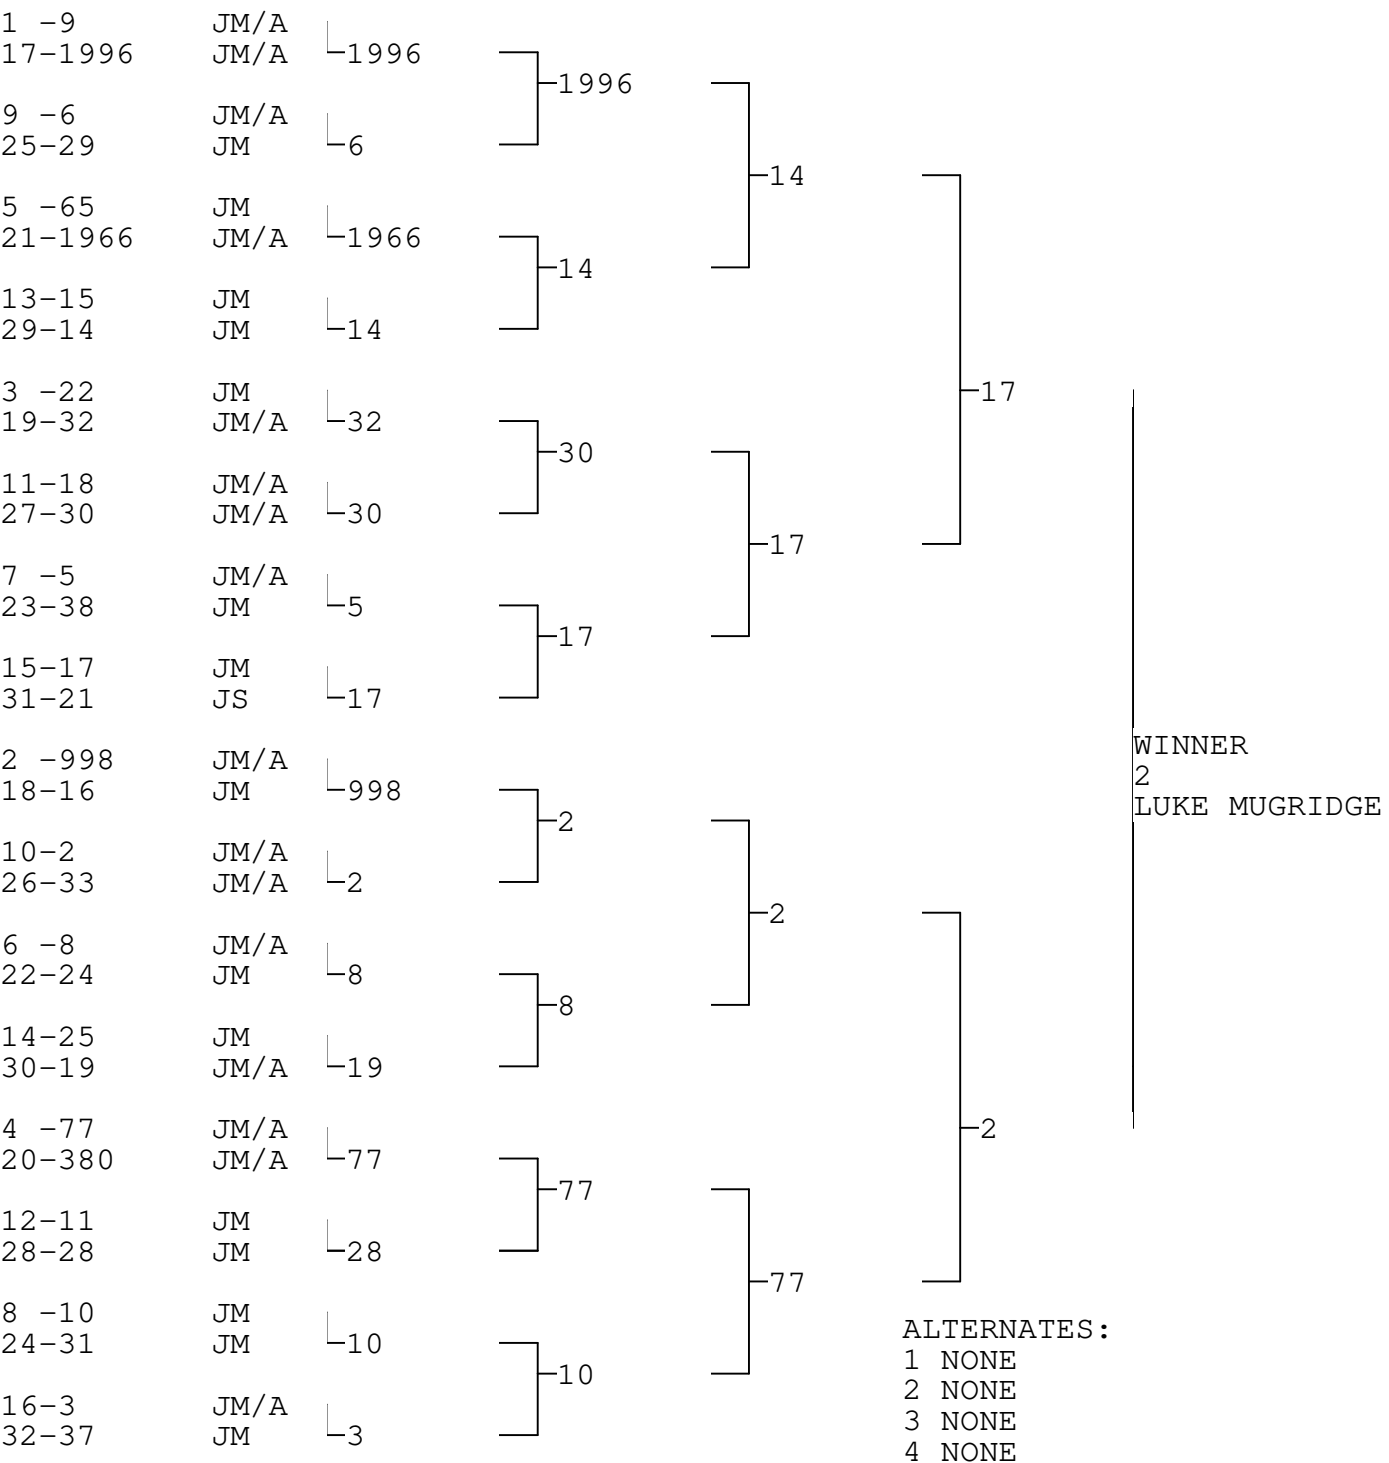 1 -9 JM/A
17-1996 JM/A 1996
1996
9 -6 JM/A
25-29 JM 6
14
5 -65 JM
21-1966 JM/A 1966
14
13-15 JM
29-14 JM 14
3 -22 JM 17
19-32 JM/A 32
30
11-18 JM/A
27-30 JM/A 30
17
7 -5 JM/A
23-38 JM 5
17
15-17 JM
31-21 JS 17
WINNER
2 -998 JM/A
2
18-16 JM 998
LUKE MUGRIDGE
2
10-2 JM/A
26-33 JM/A 2
2
6 -8 JM/A
22-24 JM 8
8
14-25 JM
30-19 JM/A 19
4 -77 JM/A 2
20-380 JM/A 77
77
12-11 JM
28-28 JM 28
77
8 -10 JM
ALTERNATES:
24-31 JM 10
1 NONE
10
2 NONE
16-3 JM/A
3 NONE
32-37 JM 3
4 NONE